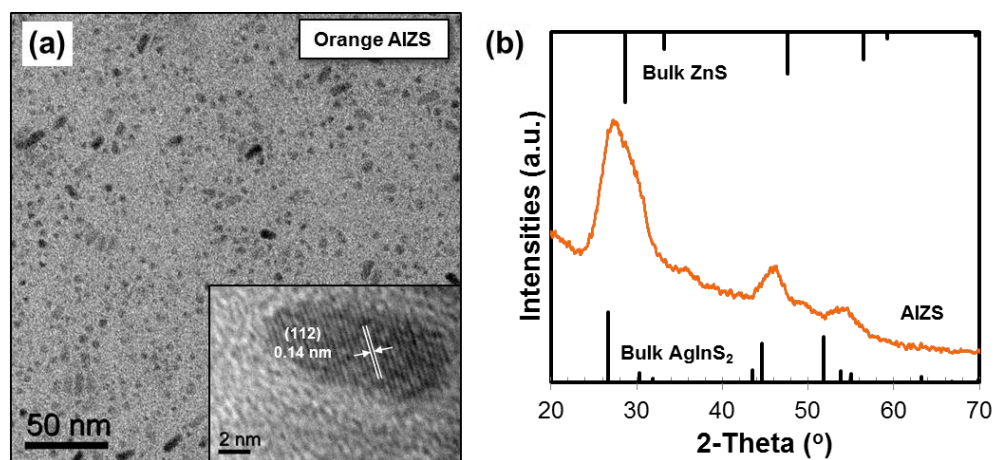 (a)
Orange AIZS
(112)
0.14 nm
50 nm
2 nm
(b)
Bulk ZnS
Intensities (a.u.)
AIZS
Bulk AgInS₂
20 30 40 50 60 70
2-Theta (°)